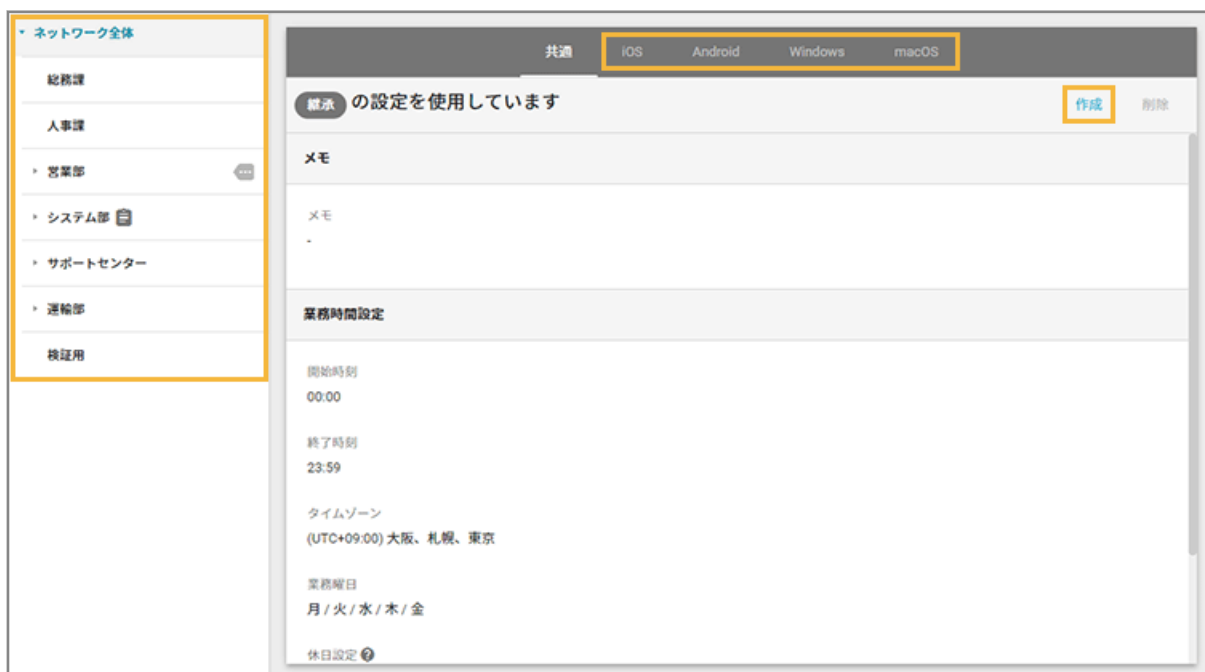 ネットワーク全体
総務課
人事課
営業部
システム部
サポートセンター
運輸部
検証用
共通 iOS Android Windows macOS
継承 の設定を使用しています 作成 削除
メモ
メモ
-
業務時間設定
開始時刻
00:00
終了時刻
23:59
タイムゾーン
(UTC+09:00) 大阪、札幌、東京
業務曜日
月 / 火 / 水 / 木 / 金
休日設定 ?